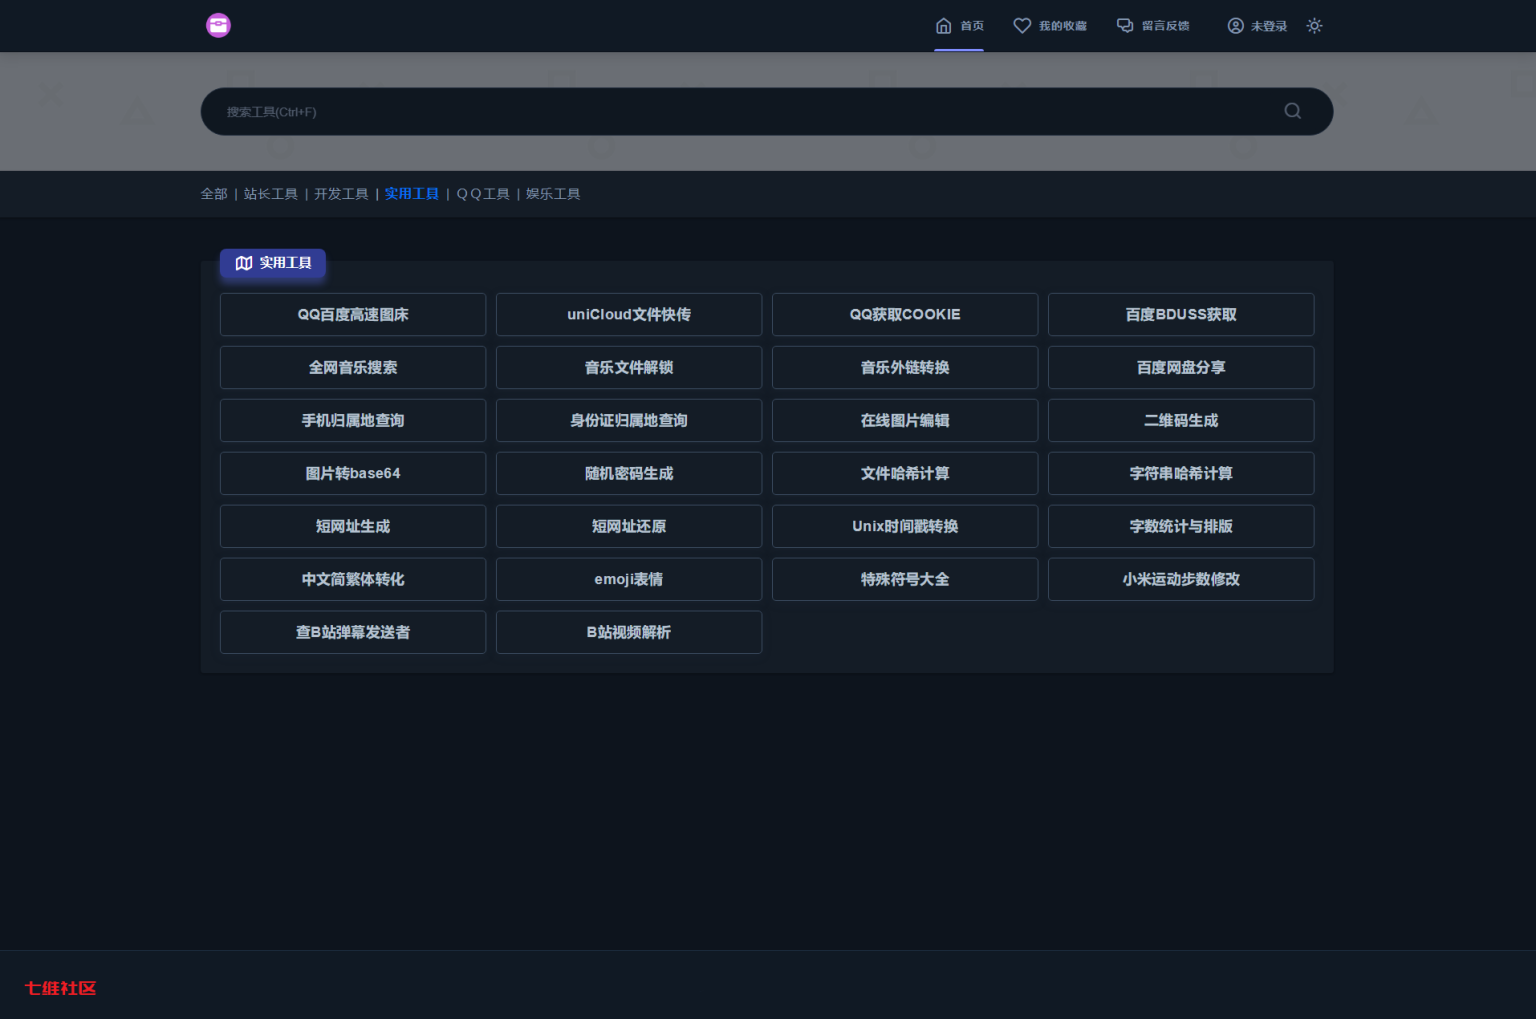 首页 我的收藏 留言反馈 未登录
搜索工具(Ctrl+F)
全部 | 站长工具 | 开发工具 | 实用工具 | ＱＱ工具 | 娱乐工具
实用工具
QQ百度高速图床 uniCloud文件快传 QQ获取COOKIE 百度BDUSS获取
全网音乐搜索 音乐文件解锁 音乐外链转换 百度网盘分享
手机归属地查询 身份证归属地查询 在线图片编辑 二维码生成
图片转base64 随机密码生成 文件哈希计算 字符串哈希计算
短网址生成 短网址还原 Unix时间戳转换 字数统计与排版
中文简繁体转化 emoji表情 特殊符号大全 小米运动步数修改
查B站弹幕发送者 B站视频解析
七维社区